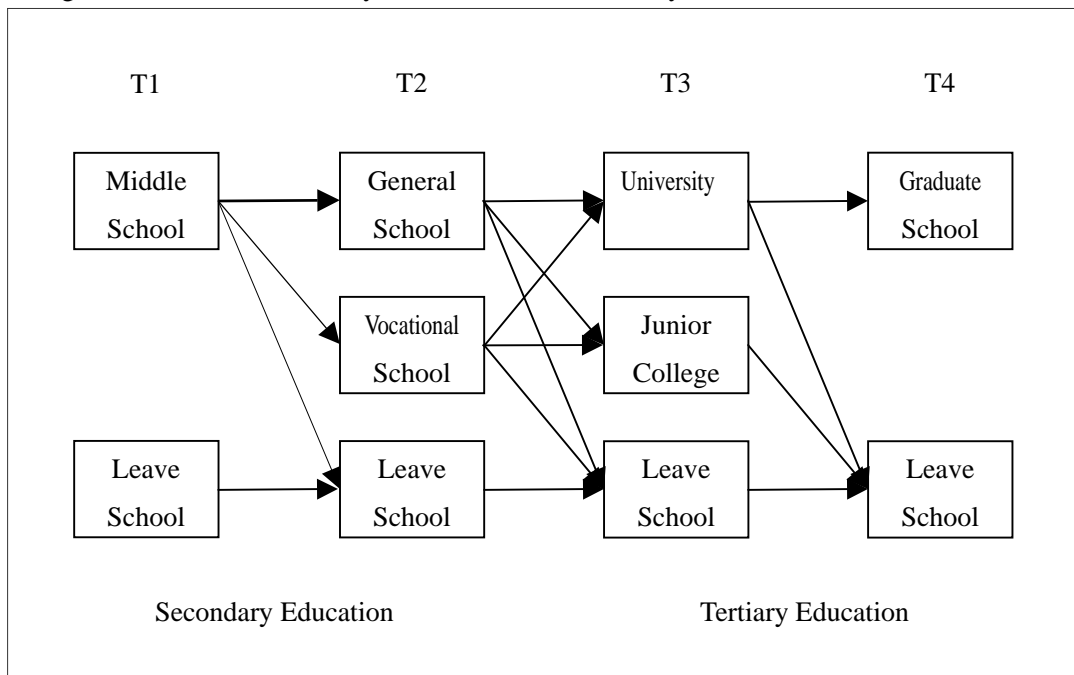 T1 T2 T3 T4
Middle
School
General
School
University
Graduate
School
Vocational
School
Junior
College
Leave
School
Leave
School
Leave
School
Leave
School
Secondary Education
Tertiary Education